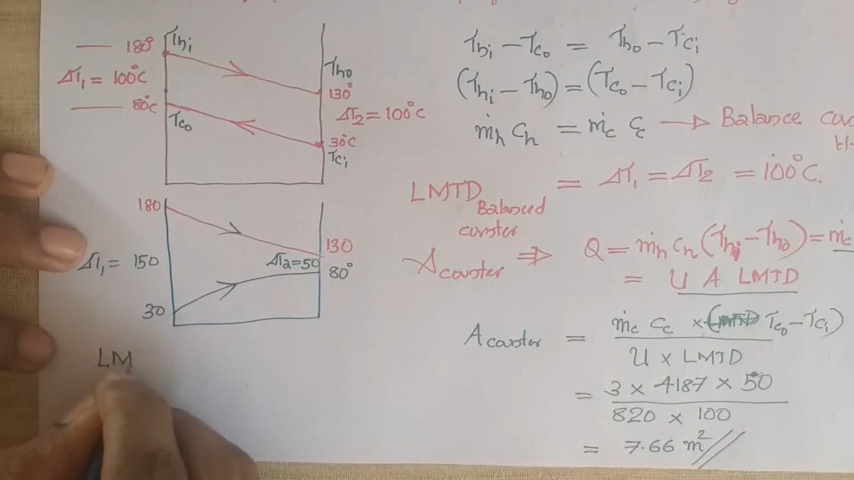 180° Thi
ΔT1 = 100°C
80°C Tco
Tho
130°
ΔT2 = 100°C
30°C
Tci
180
130
ΔT1 = 150
ΔT2 = 50
80°
30
LM
Thi - Tco = Tho - Tci
(Thi - Tho) = (Tco - Tci)
ṁh Ch = ṁc Cc → Balance
LMTD Balanced counter = ΔT1 = ΔT2 = 100°C.
A counter ⇒ Q = ṁh Ch (Thi - Tho) = ṁc
= U A LMTD
A counter = ṁc Cc × (Tco - Tci) / U × LMTD
= 3 × 4187 × 50 / 820 × 100
= 7.66 m² //